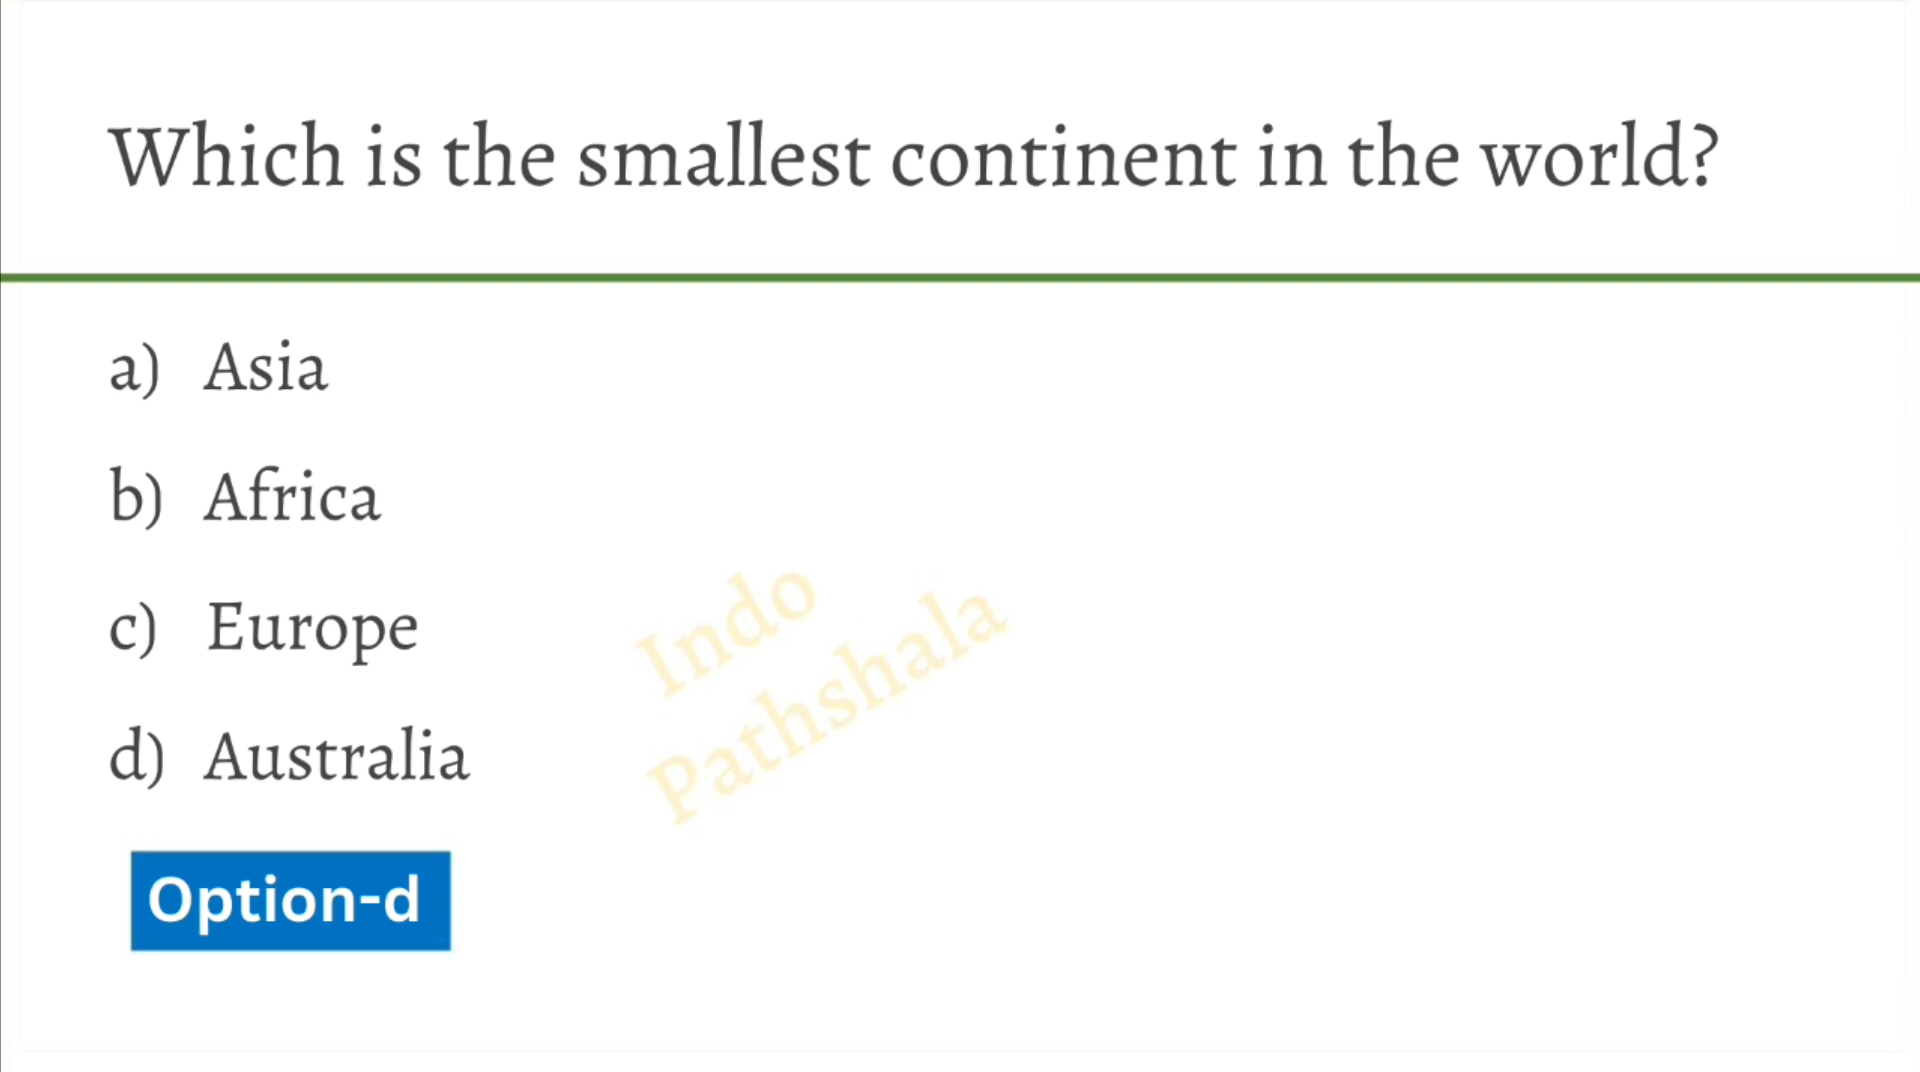 Which is the smallest continent in the world?
a) Asia
b) Africa
c) Europe
d) Australia
Indo
Pathshala
Option-d